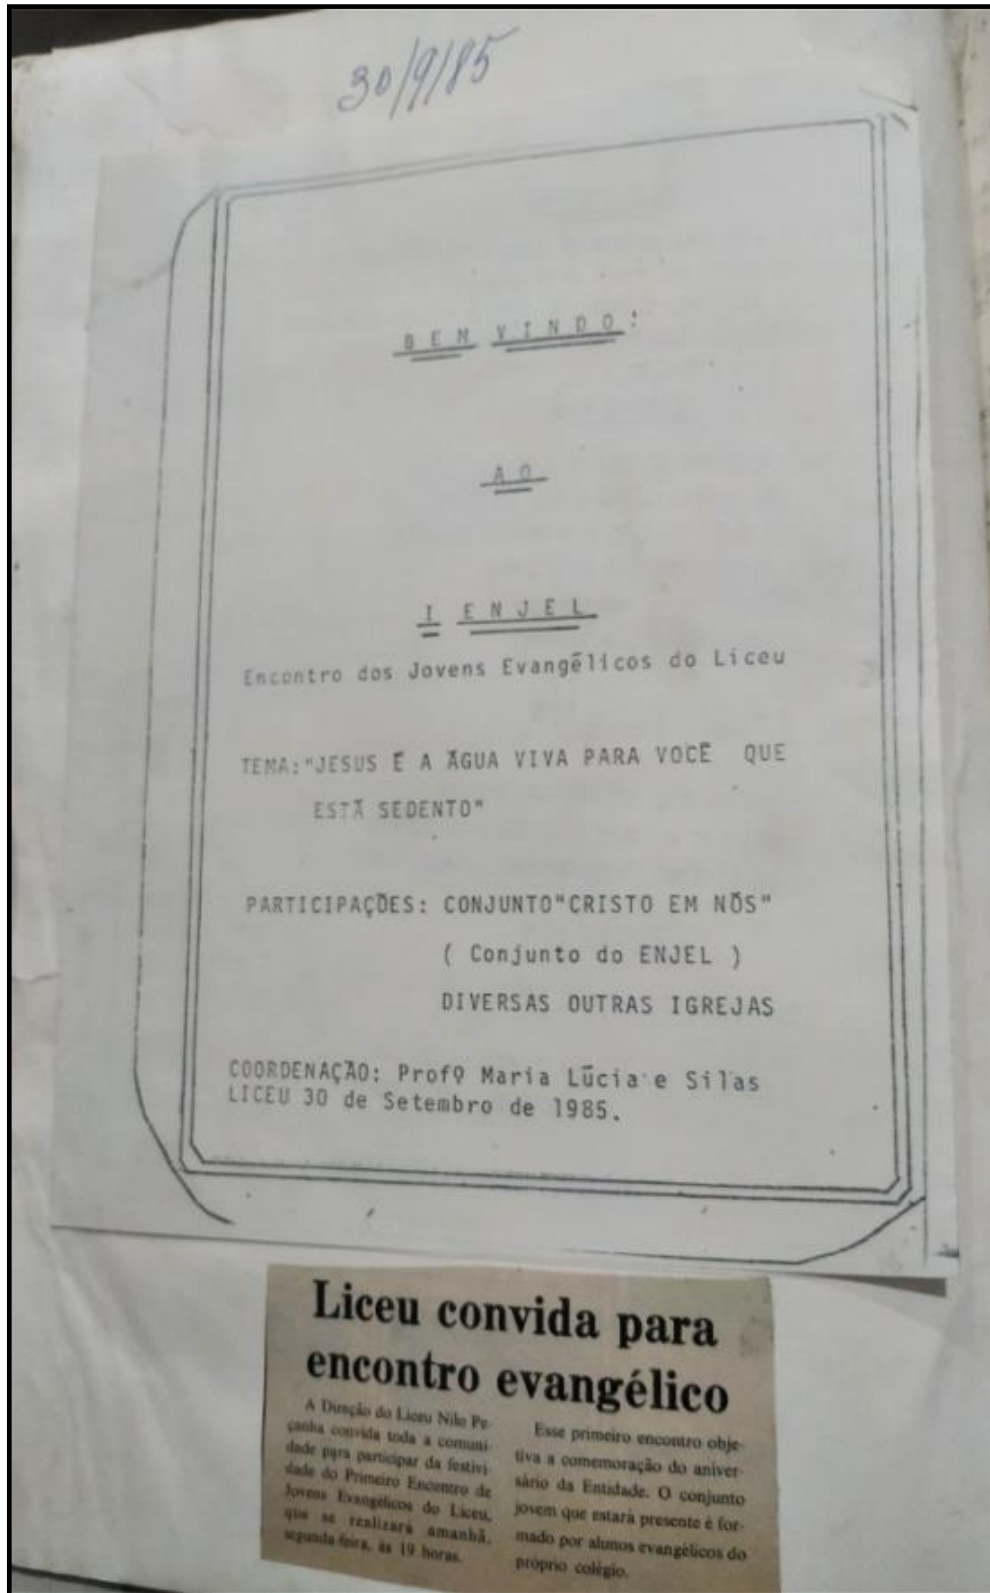 30/9/85
BEM VINDO:
AO
I ENJEL
Encontro dos Jovens Evangélicos do Liceu
TEMA:"JESUS É A ÁGUA VIVA PARA VOCÊ QUE
ESTÁ SEDENTO"
PARTICIPAÇÕES: CONJUNTO"CRISTO EM NÓS"
( Conjunto do ENJEL )
DIVERSAS OUTRAS IGREJAS
COORDENAÇÃO: Profº Maria Lúcia e Silas
LICEU 30 de Setembro de 1985.
Liceu convida para
encontro evangélico
A Direção do Liceu Nilo Pe-
çanha convida toda a comuni-
dade para participar da festivi-
dade do Primeiro Encontro de
Jovens Evangélicos do Liceu,
que se realizará amanhã,
segunda-feira, às 19 horas.
Esse primeiro encontro obje-
tiva a comemoração do aniver-
sário da Entidade. O conjunto
jovem que estará presente é for-
mado por alunos evangélicos do
próprio colégio.